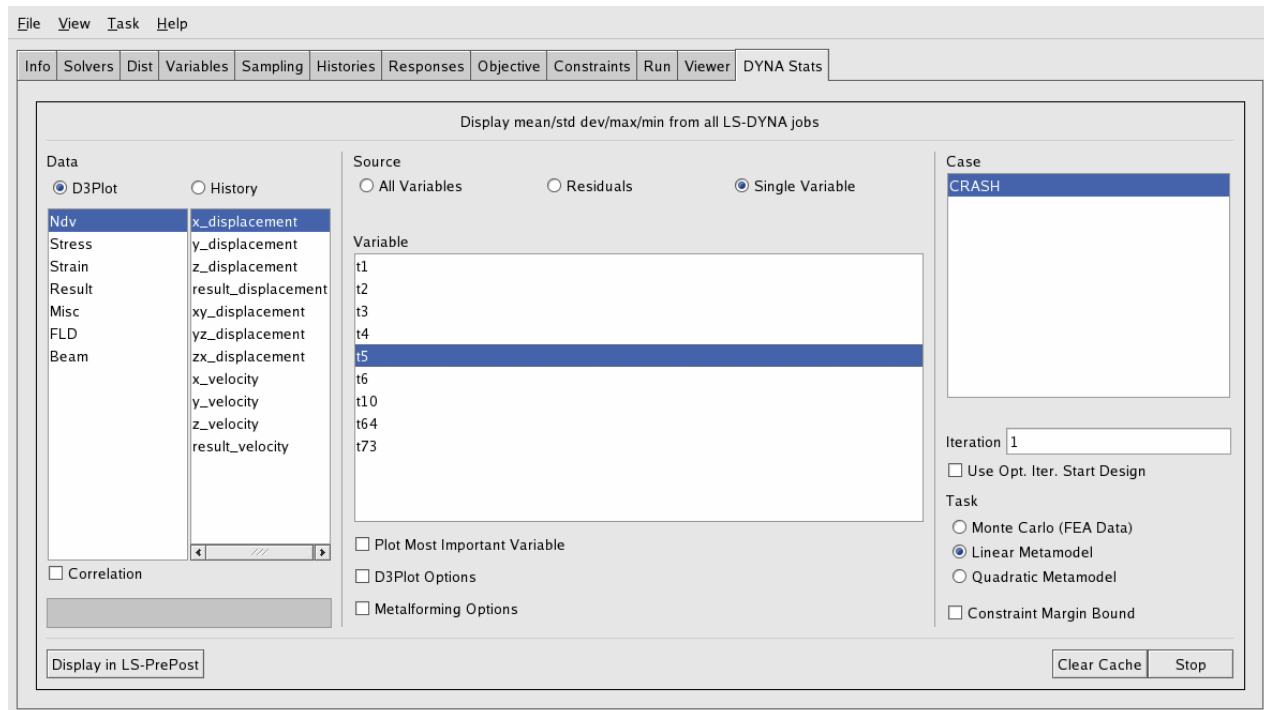 File View Task Help
Info Solvers Dist Variables Sampling Histories Responses Objective Constraints Run Viewer DYNA Stats
Display mean/std dev/max/min from all LS-DYNA jobs
Data
D3Plot History
Ndv
Stress
Strain
Result
Misc
FLD
Beam
x_displacement
y_displacement
z_displacement
result_displacement
xy_displacement
yz_displacement
zx_displacement
x_velocity
y_velocity
z_velocity
result_velocity
Correlation
Source
All Variables Residuals Single Variable
Variable
t1
t2
t3
t4
t5
t6
t10
t64
t73
Plot Most Important Variable
D3Plot Options
Metalforming Options
Case
CRASH
Iteration 1
Use Opt. Iter. Start Design
Task
Monte Carlo (FEA Data)
Linear Metamodel
Quadratic Metamodel
Constraint Margin Bound
Display in LS-PrePost
Clear Cache Stop